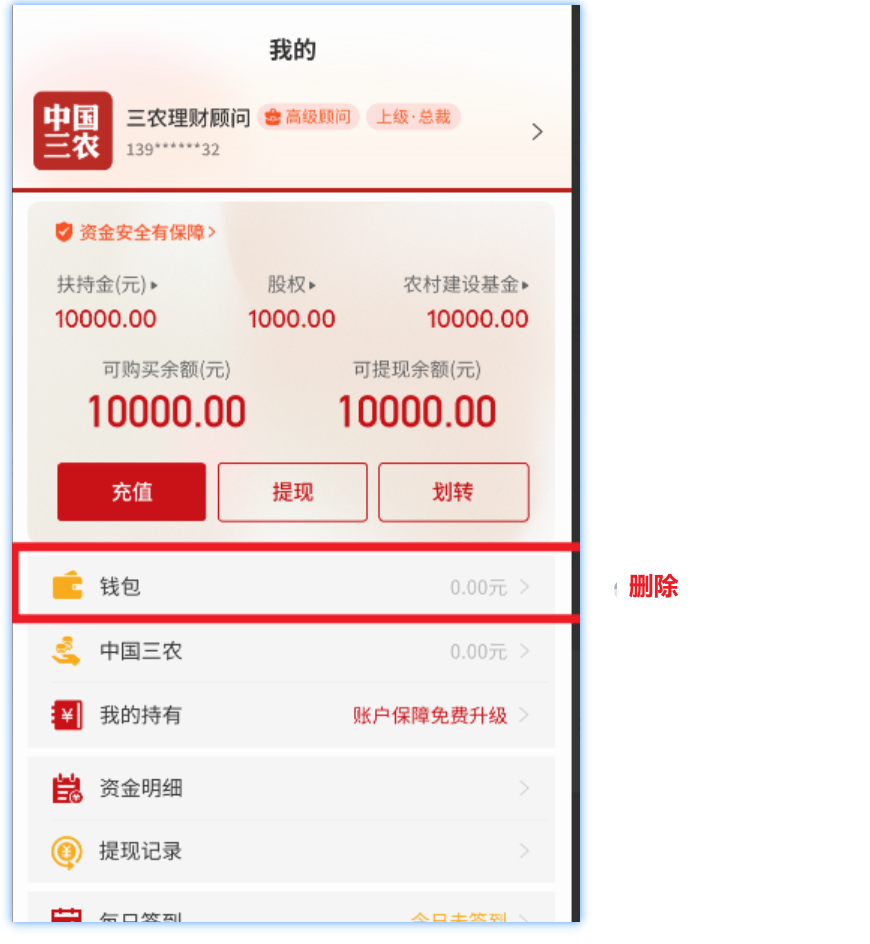 我的
中国
三农
三农理财顾问 高级顾问 上级·总裁
139******32
资金安全有保障
扶持金(元) 股权 农村建设基金
10000.00 1000.00 10000.00
可购买余额(元) 可提现余额(元)
10000.00 10000.00
充值 提现 划转
钱包 0.00元
删除
中国三农 0.00元
我的持有 账户保障免费升级
资金明细
提现记录
每日签到 今日未签到